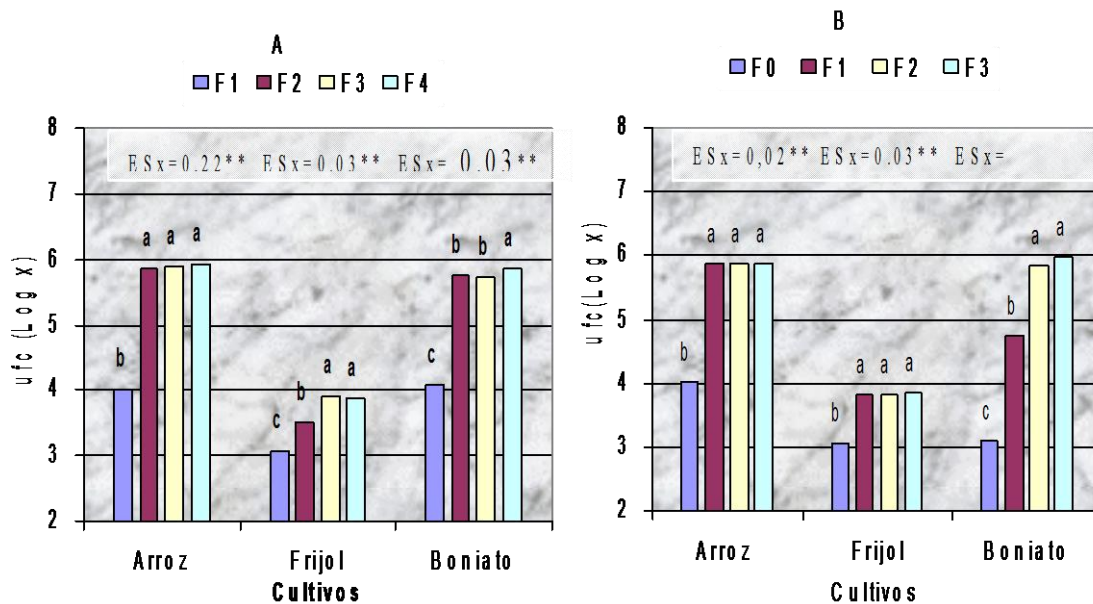 A
F1 F2 F3 F4
8
ESx=0.22** ESx=0.03** ESx= 0.03**
7
6
5
4
3
2
ufc (Log x)
b a a a
c b a a
c b b a
Arroz Frijol Boniato
Cultivos
B
F0 F1 F2 F3
8
ESx=0,02** ESx=0.03** ESx=
7
6
5
4
3
2
ufc(Log x)
b a a a
b a a a
c b a a
Arroz Frijol Boniato
Cultivos